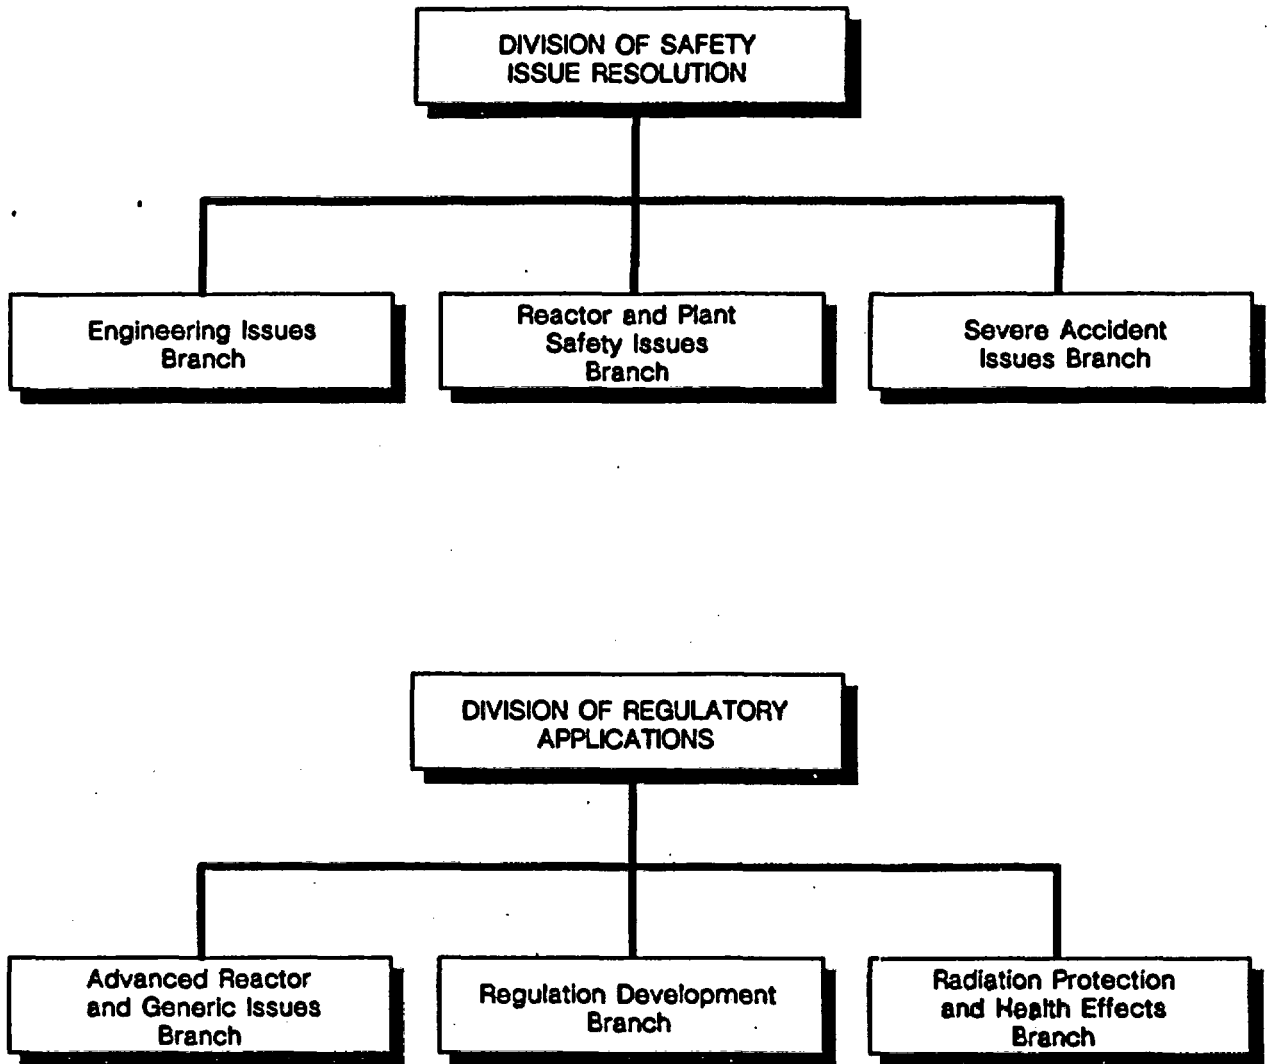 DIVISION OF SAFETY
ISSUE RESOLUTION
Engineering Issues
Branch
Reactor and Plant
Safety Issues
Branch
Severe Accident
Issues Branch
DIVISION OF REGULATORY
APPLICATIONS
Advanced Reactor
and Generic Issues
Branch
Regulation Development
Branch
Radiation Protection
and Health Effects
Branch